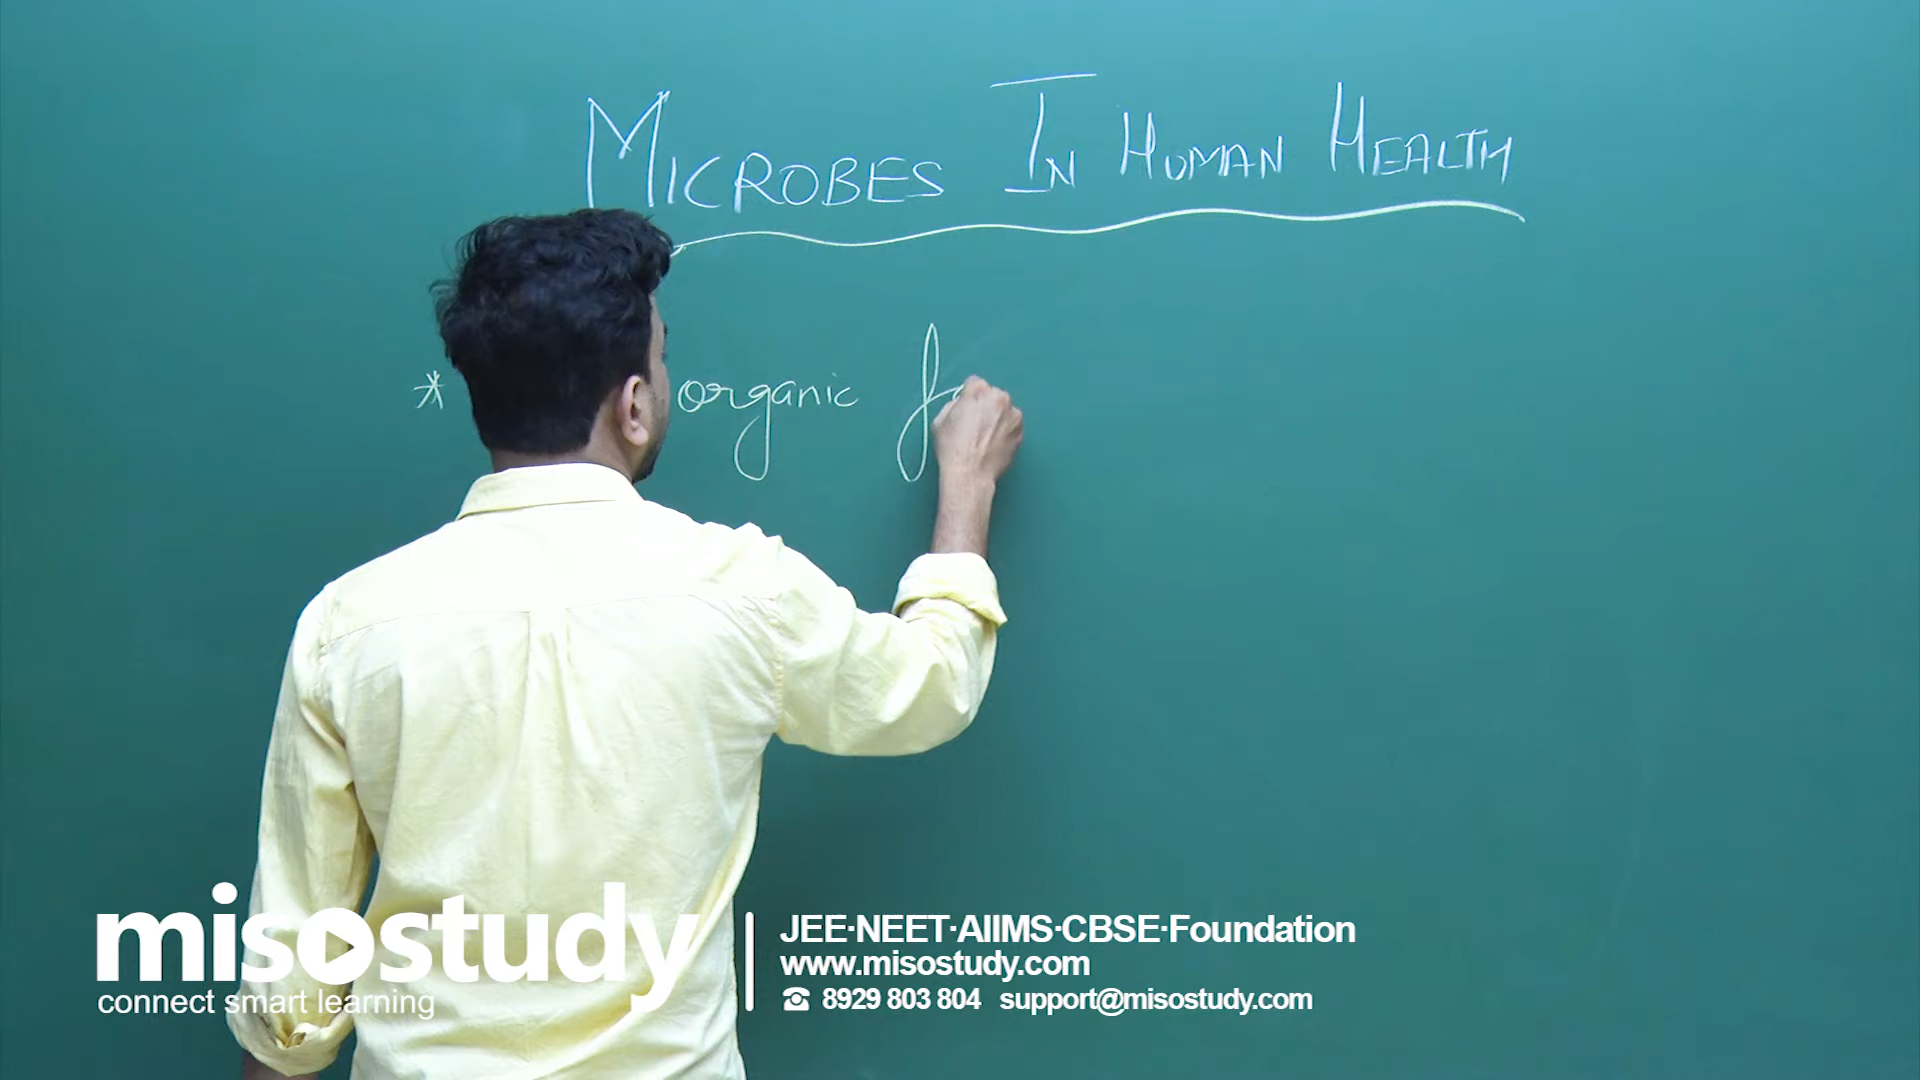 MICROBES IN HUMAN HEALTH
* organic
misostudy
connect smart learning
JEE·NEET·AIIMS·CBSE·Foundation
www.misostudy.com
8929 803 804 support@misostudy.com